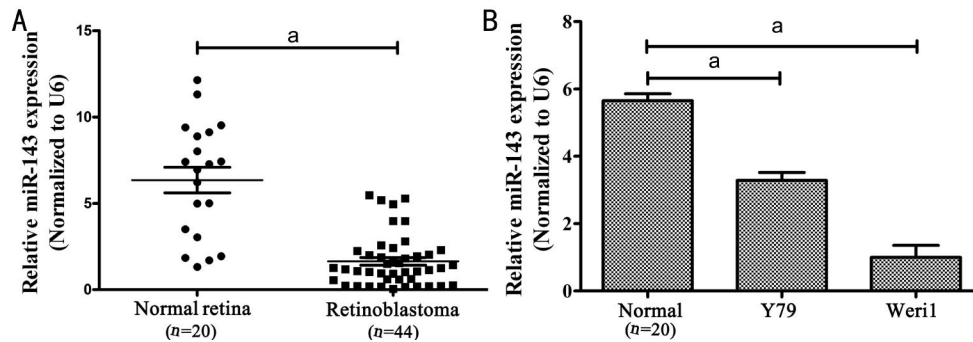 A
Relative miR-143 expression
(Normalized to U6)
15
10
5
0
a
Normal retina
(n=20)
Retinoblastoma
(n=44)
B
Relative miR-143 expression
(Normalized to U6)
8
6
4
2
0
a
a
Normal
(n=20)
Y79
Weri1